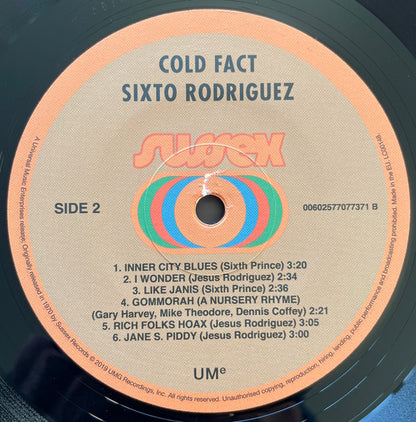 COLD FACT
SIXTO RODRIGUEZ
sussex
SIDE 2
00602577077371 B
1. INNER CITY BLUES (Sixth Prince) 3:20
2. I WONDER (Jesus Rodriguez) 2:34
3. LIKE JANIS (Sixth Prince) 2:36
4. GOMMORAH (A NURSERY RHYME)
(Gary Harvey, Mike Theodore, Dennis Coffey) 2:21
5. RICH FOLKS HOAX (Jesus Rodriguez) 3:05
6. JANE S. PIDDY (Jesus Rodriguez) 3:00
UMe
A Universal Music Enterprises release; Originally released in 1970 by Sussex Records © 2019 UMG Recordings, Inc. All rights reserved. Unauthorised copying, reproduction, hiring, lending, public performance and broadcasting prohibited. Made in the EU. LC00148.